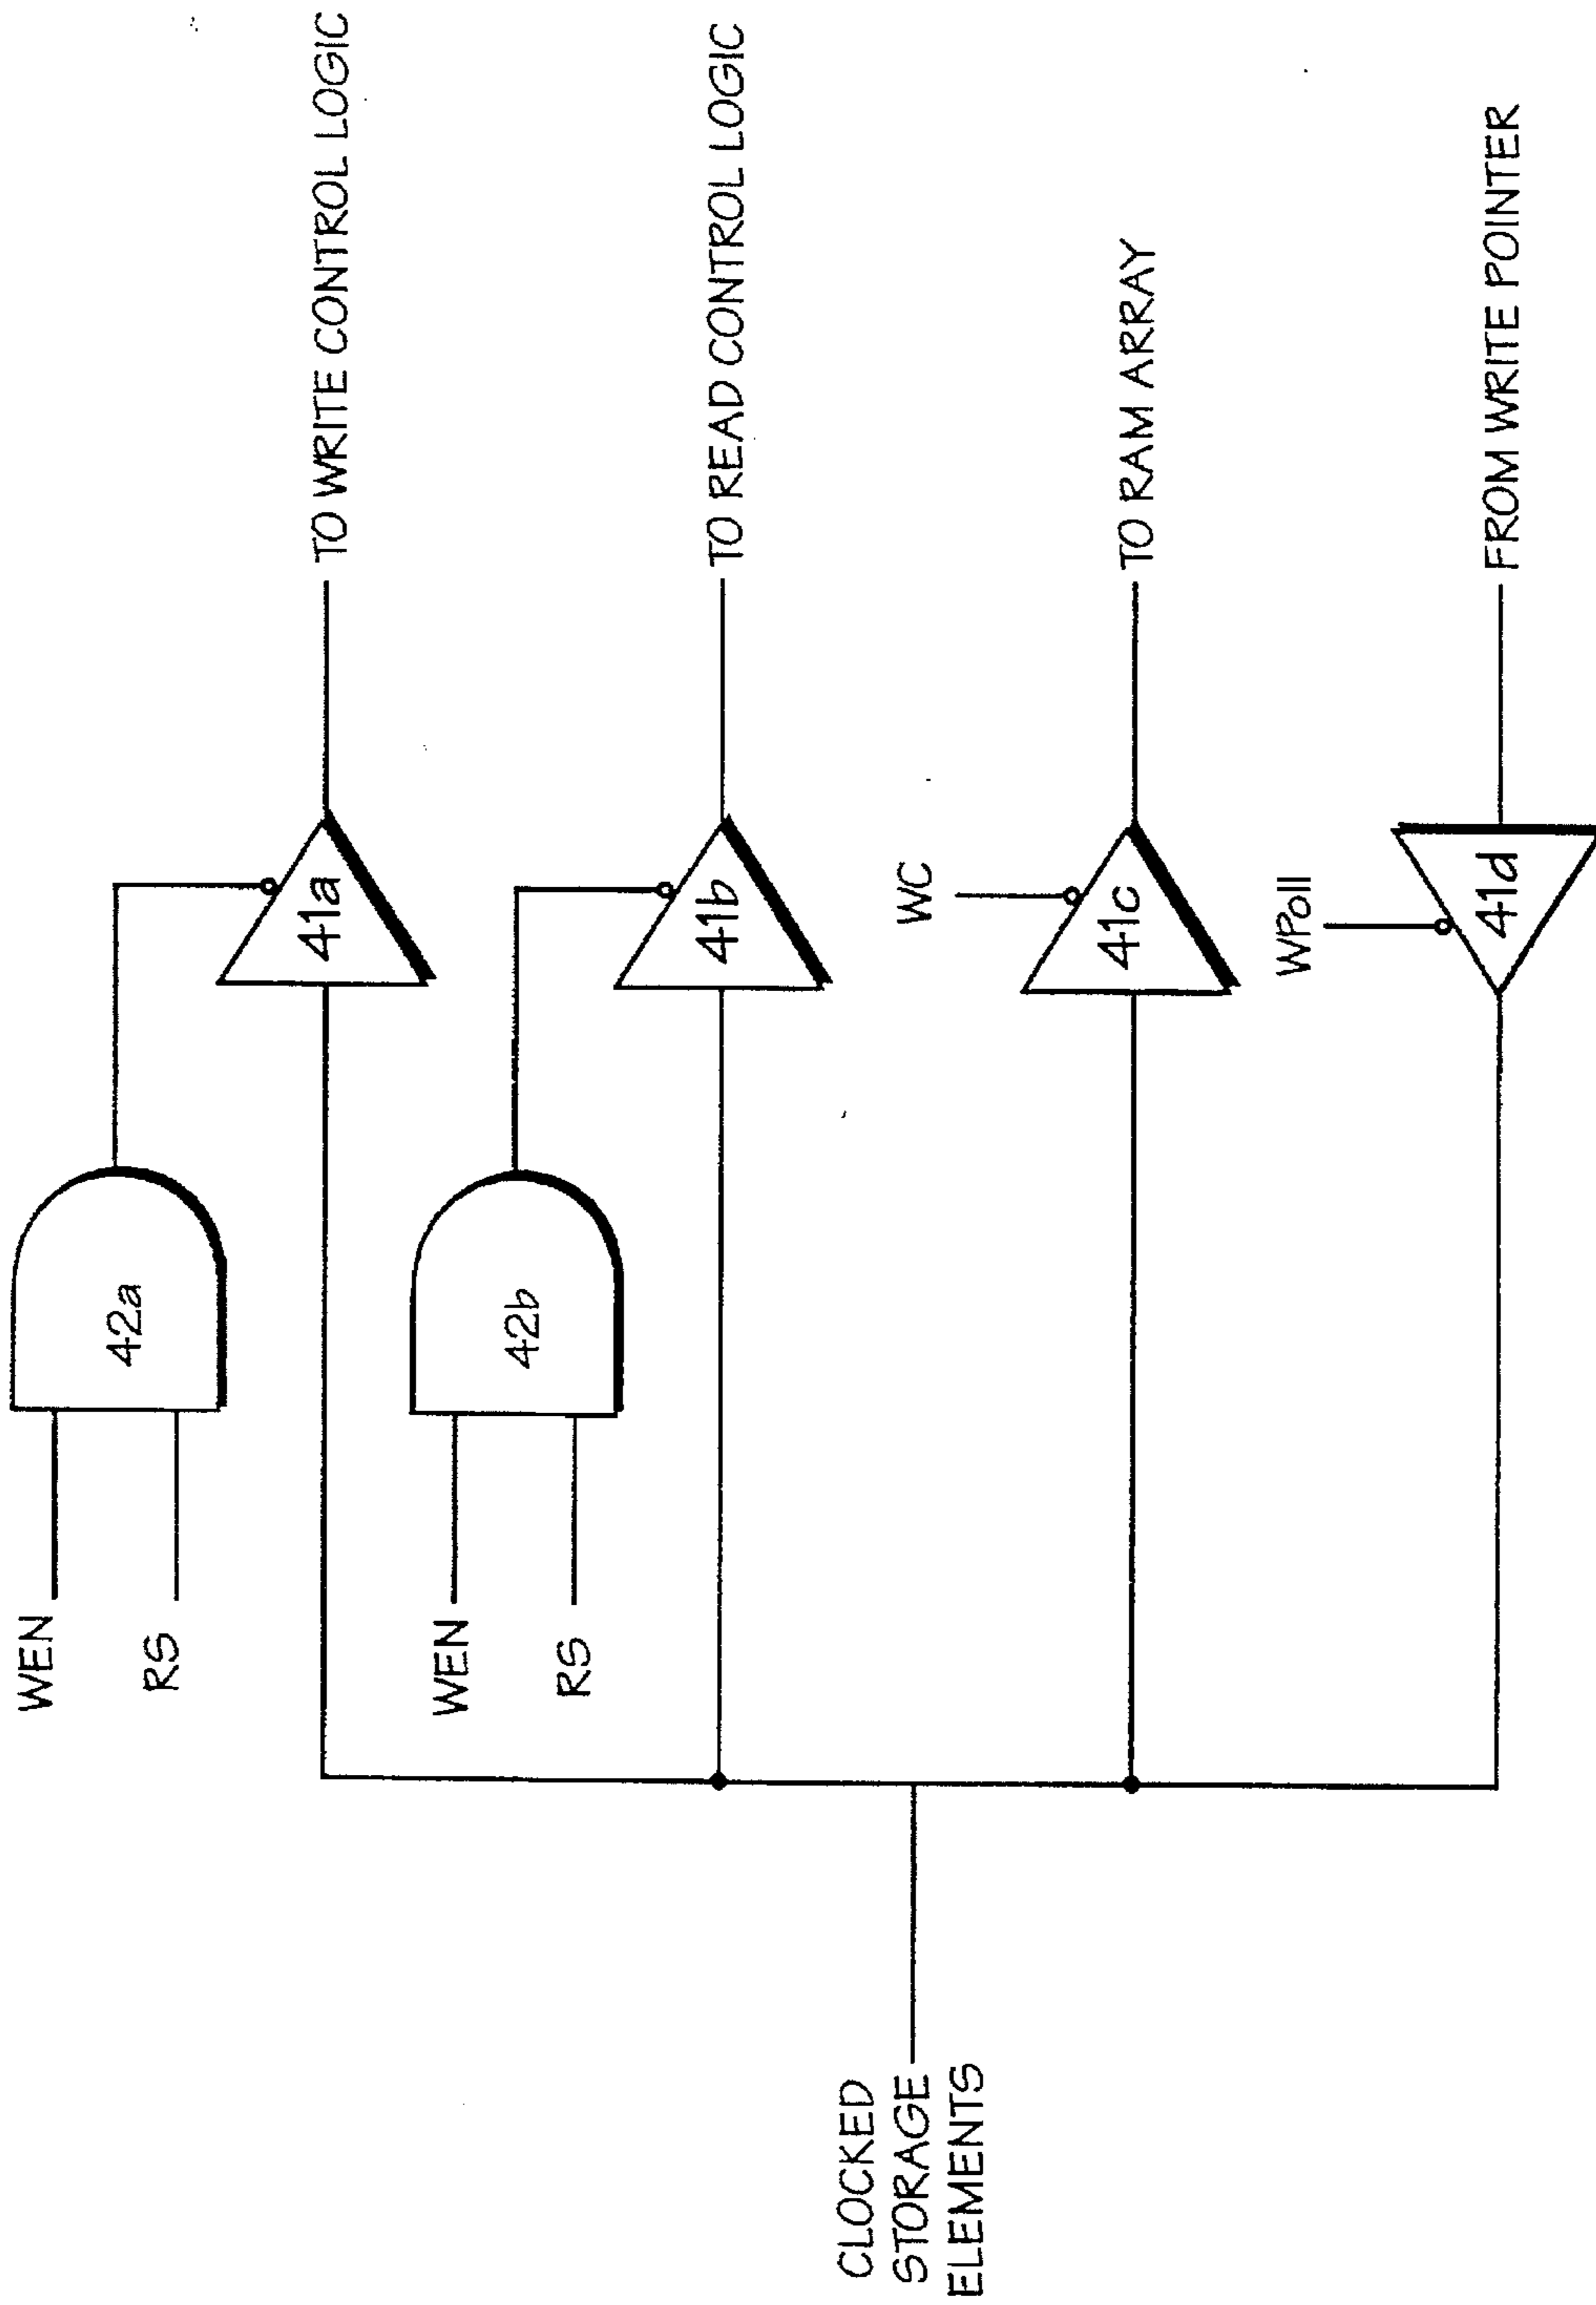 WEN
RS
42a
41a
TO WRITE CONTROL LOGIC
WEN
RS
42b
41b
TO READ CONTROL LOGIC
CLOCKED
STORAGE
ELEMENTS
WC
41c
TO RAM ARRAY
WPoll
41d
FROM WRITE POINTER